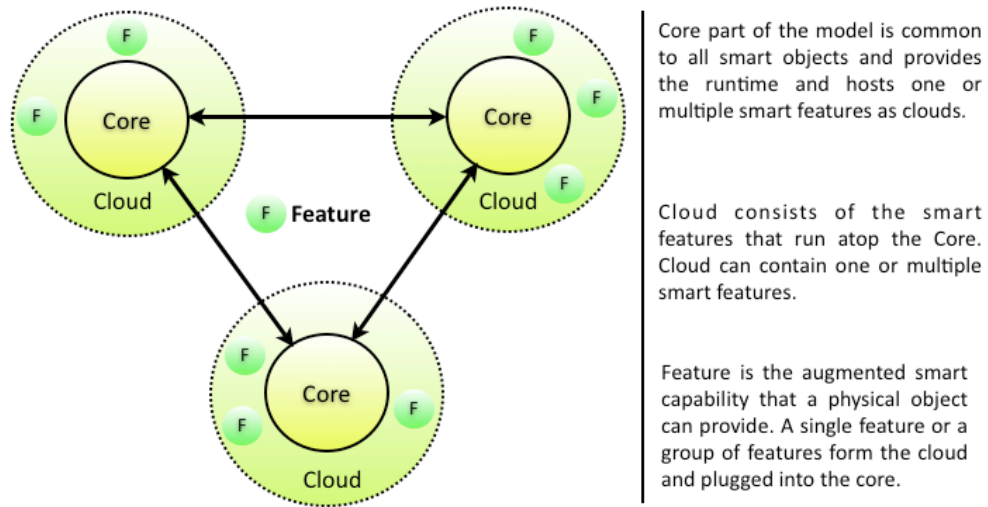 F
F
Core
Cloud
F
F
F
Core
Cloud
F Feature
F
F
F
Core
Cloud
Core part of the model is common
to all smart objects and provides
the runtime and hosts one or
multiple smart features as clouds.
Cloud consists of the smart
features that run atop the Core.
Cloud can contain one or multiple
smart features.
Feature is the augmented smart
capability that a physical object
can provide. A single feature or a
group of features form the cloud
and plugged into the core.